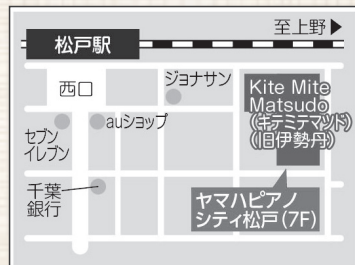 至上野▶
松戸駅
西口
ジョナサン
Kite Mite
Matsudo
(キテミテマツド)
(旧伊勢丹)
セブン
イレブン
auショップ
千葉
銀行
ヤマハピアノ
シティ松戸(7F)